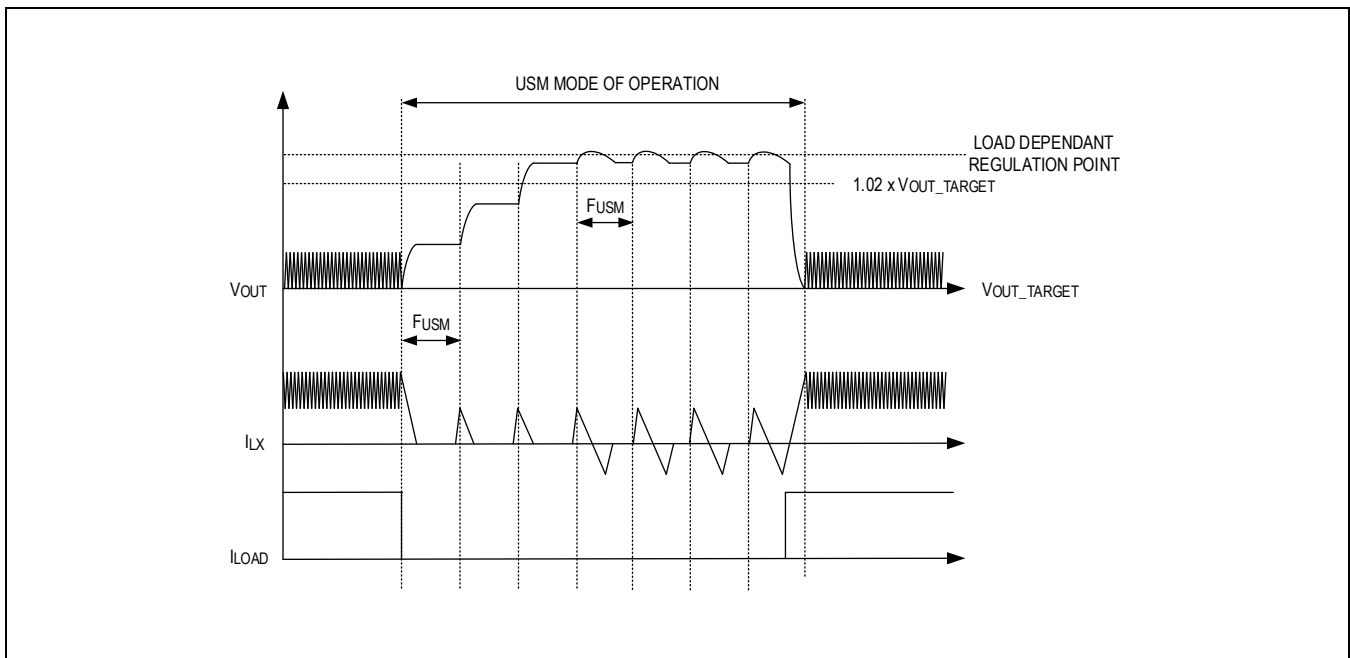 USM MODE OF OPERATION
LOAD DEPENDANT
REGULATION POINT
1.02 x VOUT_TARGET
FUSM
VOUT
VOUT_TARGET
FUSM
ILX
ILOAD